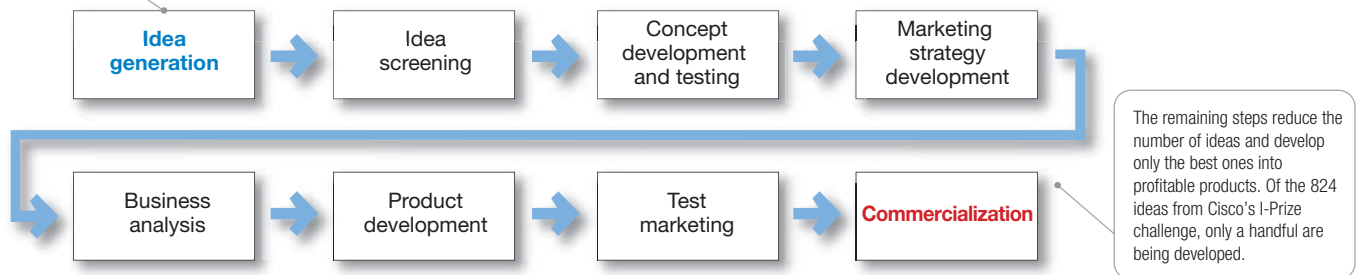 Idea
generation
Idea
screening
Concept
development
and testing
Marketing
strategy
development
Business
analysis
Product
development
Test
marketing
Commercialization
The remaining steps reduce the
number of ideas and develop
only the best ones into
profitable products. Of the 824
ideas from Cisco’s I-Prize
challenge, only a handful are
being developed.